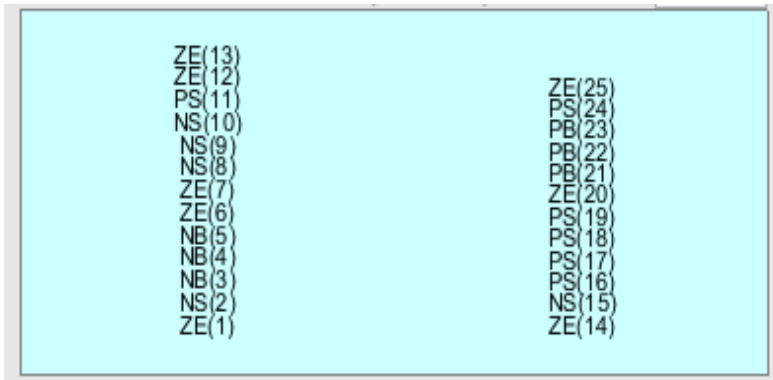 ZE(13)
ZE(12)
PS(11)
NS(10)
NS(9)
NS(8)
ZE(7)
ZE(6)
NB(5)
NB(4)
NB(3)
NS(2)
ZE(1)
ZE(25)
PS(24)
PB(23)
PB(22)
PB(21)
ZE(20)
PS(19)
PS(18)
PS(17)
PS(16)
NS(15)
ZE(14)